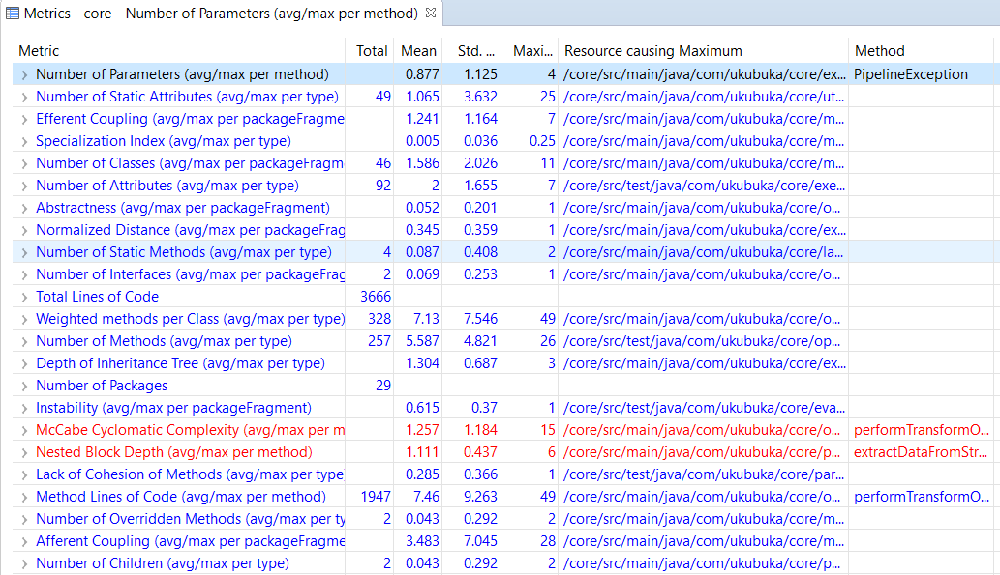 Metrics - core - Number of Parameters (avg/max per method)
Metric Total Mean Std. ... Maxi... Resource causing Maximum Method
Number of Parameters (avg/max per method) 0.877 1.125 4 /core/src/main/java/com/ukubuka/core/ex... PipelineException
Number of Static Attributes (avg/max per type) 49 1.065 3.632 25 /core/src/main/java/com/ukubuka/core/ut...
Efferent Coupling (avg/max per packageFragme 1.241 1.164 7 /core/src/main/java/com/ukubuka/core/m...
Specialization Index (avg/max per type) 0.005 0.036 0.25 /core/src/main/java/com/ukubuka/core/m...
Number of Classes (avg/max per packageFragm 46 1.586 2.026 11 /core/src/main/java/com/ukubuka/core/m...
Number of Attributes (avg/max per type) 92 2 1.655 7 /core/src/test/java/com/ukubuka/core/exe...
Abstractness (avg/max per packageFragment) 0.052 0.201 1 /core/src/main/java/com/ukubuka/core/o...
Normalized Distance (avg/max per packageFrag 0.345 0.359 1 /core/src/main/java/com/ukubuka/core/ex...
Number of Static Methods (avg/max per type) 4 0.087 0.408 2 /core/src/main/java/com/ukubuka/core/la...
Number of Interfaces (avg/max per packageFrag 2 0.069 0.253 1 /core/src/main/java/com/ukubuka/core/o...
Total Lines of Code 3666
Weighted methods per Class (avg/max per type) 328 7.13 7.546 49 /core/src/main/java/com/ukubuka/core/o...
Number of Methods (avg/max per type) 257 5.587 4.821 26 /core/src/test/java/com/ukubuka/core/op...
Depth of Inheritance Tree (avg/max per type) 1.304 0.687 3 /core/src/main/java/com/ukubuka/core/ex...
Number of Packages 29
Instability (avg/max per packageFragment) 0.615 0.37 1 /core/src/test/java/com/ukubuka/core/eva...
McCabe Cyclomatic Complexity (avg/max per m 1.257 1.184 15 /core/src/main/java/com/ukubuka/core/o... performTransformO...
Nested Block Depth (avg/max per method) 1.111 0.437 6 /core/src/main/java/com/ukubuka/core/p... extractDataFromStr...
Lack of Cohesion of Methods (avg/max per type 0.285 0.366 1 /core/src/test/java/com/ukubuka/core/par...
Method Lines of Code (avg/max per method) 1947 7.46 9.263 49 /core/src/main/java/com/ukubuka/core/o... performTransformO...
Number of Overridden Methods (avg/max per ty 2 0.043 0.292 2 /core/src/main/java/com/ukubuka/core/m...
Afferent Coupling (avg/max per packageFragme 3.483 7.045 28 /core/src/main/java/com/ukubuka/core/m...
Number of Children (avg/max per type) 2 0.043 0.292 2 /core/src/main/java/com/ukubuka/core/p...